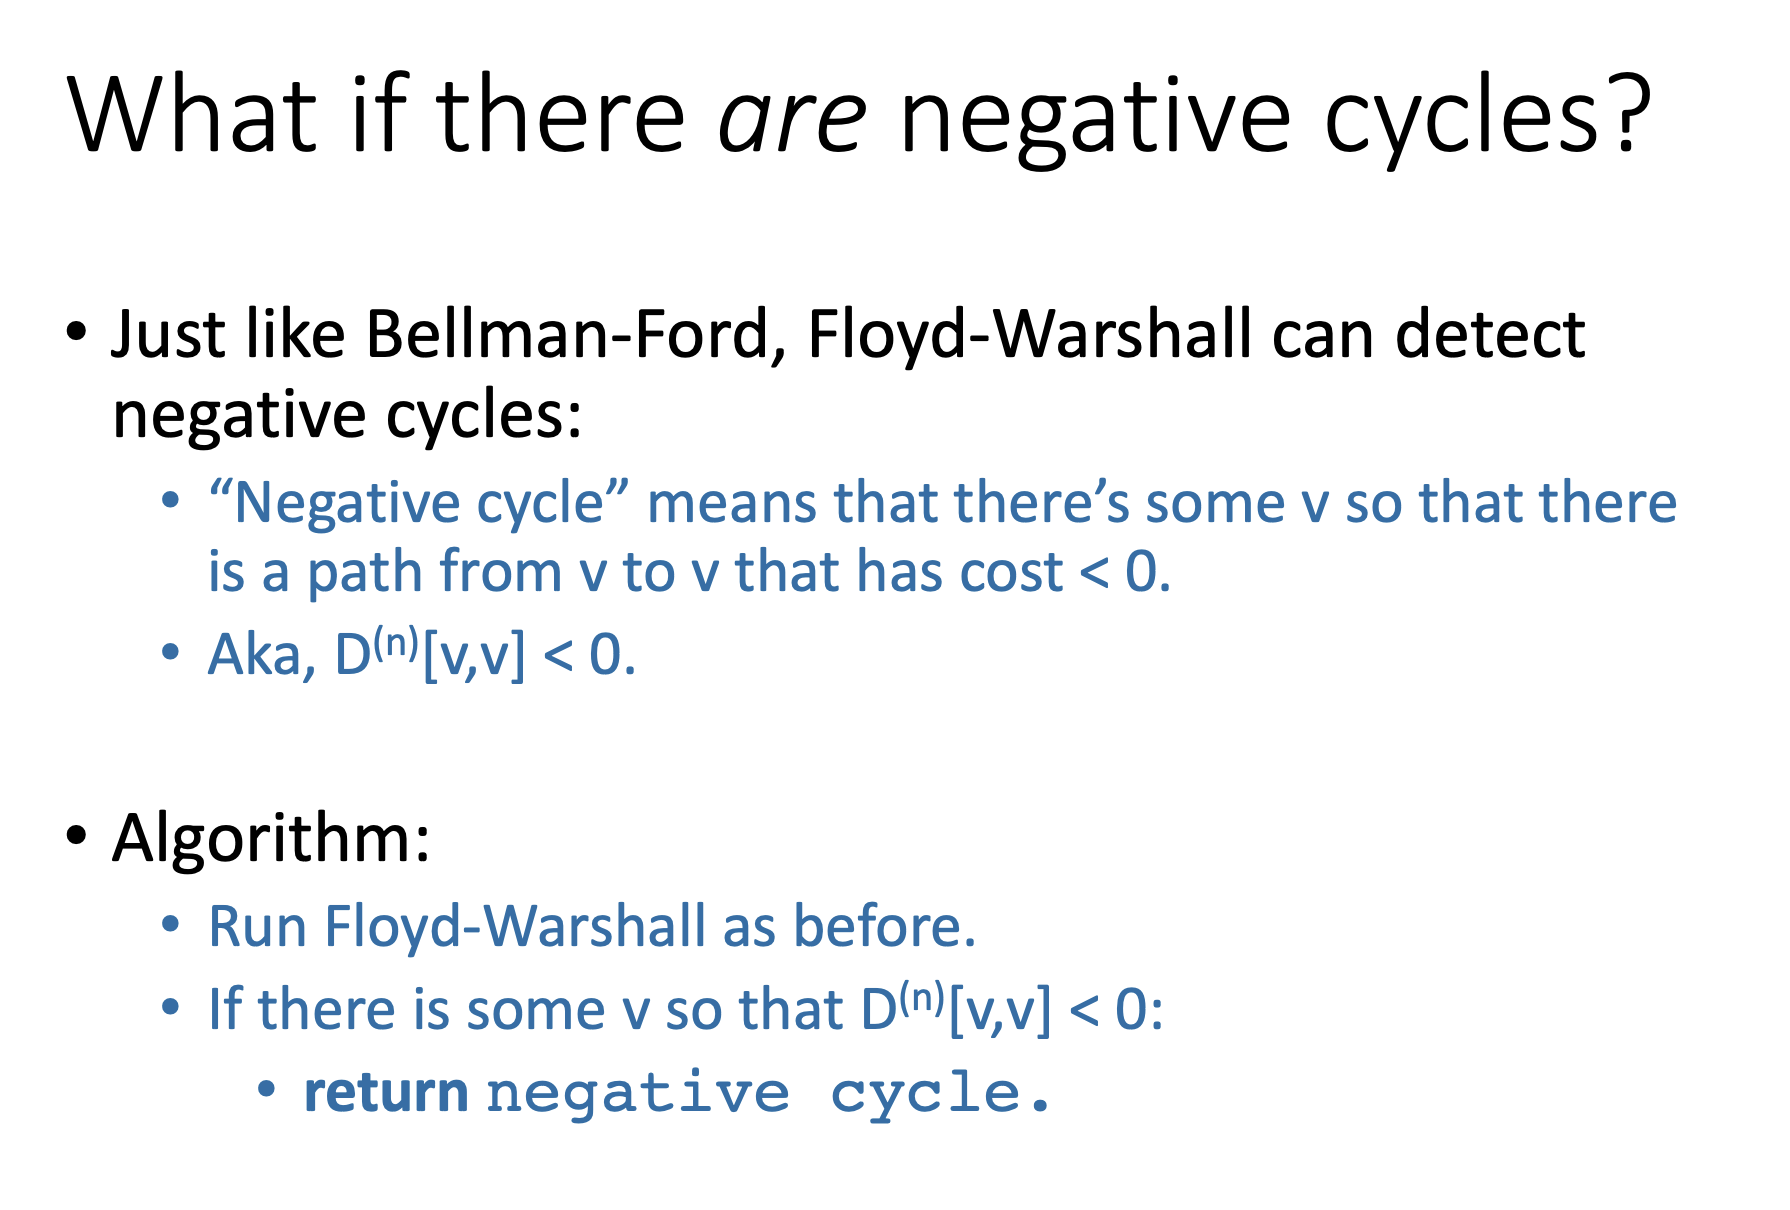 What if there are negative cycles?
• Just like Bellman-Ford, Floyd-Warshall can detect
negative cycles:
• “Negative cycle” means that there’s some v so that there
is a path from v to v that has cost < 0.
• Aka, D⁽ⁿ⁾[v,v] < 0.
• Algorithm:
• Run Floyd-Warshall as before.
• If there is some v so that D⁽ⁿ⁾[v,v] < 0:
• return negative cycle.